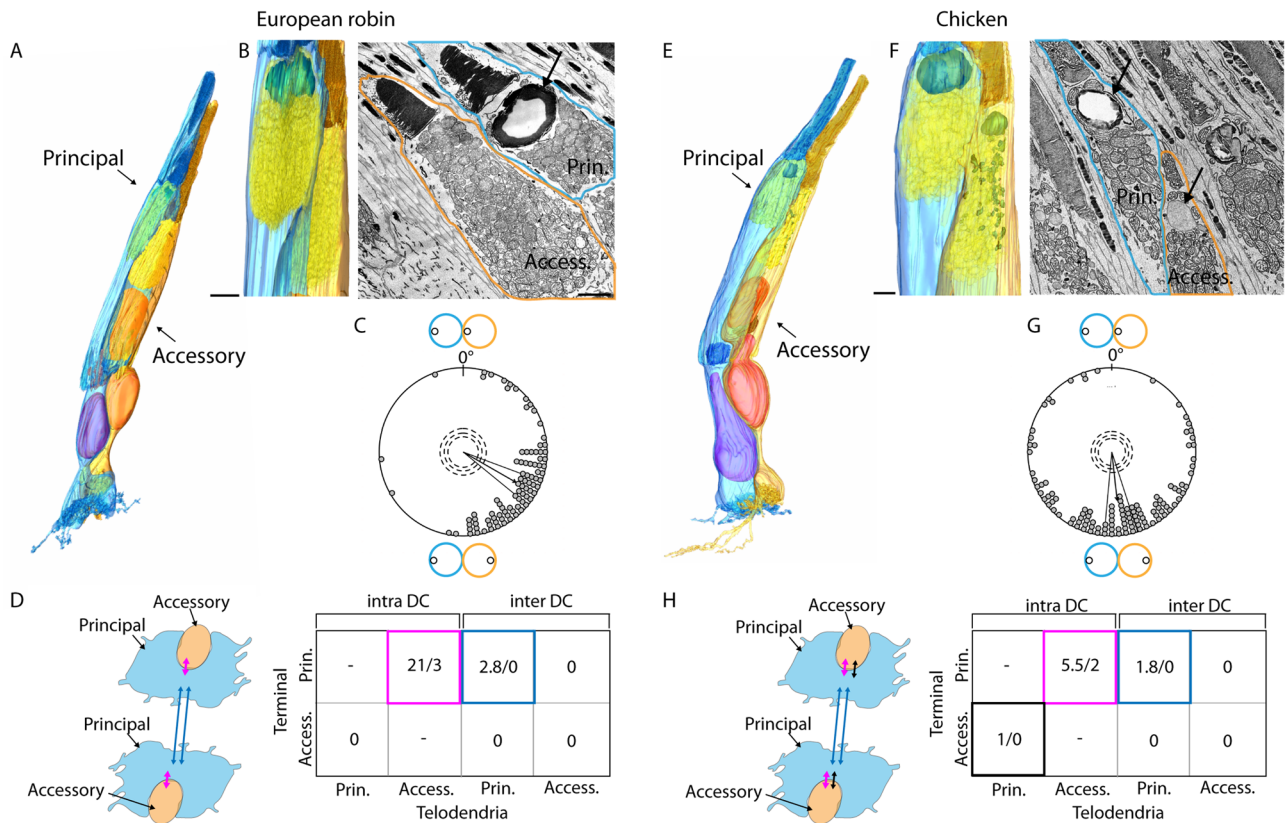 European robin
Chicken
A
B
E
F
Principal
Prin.
Access.
Accessory
Principal
Prin.
Access.
Accessory
C
0°
G
0°
D
Accessory
Principal
Principal
Accessory
intra DC
inter DC
Terminal
Prin.
-
21/3
2.8/0
0
Access.
0
-
0
0
Prin.
Access.
Prin.
Access.
Telodendria
H
Accessory
Principal
Principal
Accessory
intra DC
inter DC
Terminal
Prin.
-
5.5/2
1.8/0
0
Access.
1/0
-
0
0
Prin.
Access.
Prin.
Access.
Telodendria